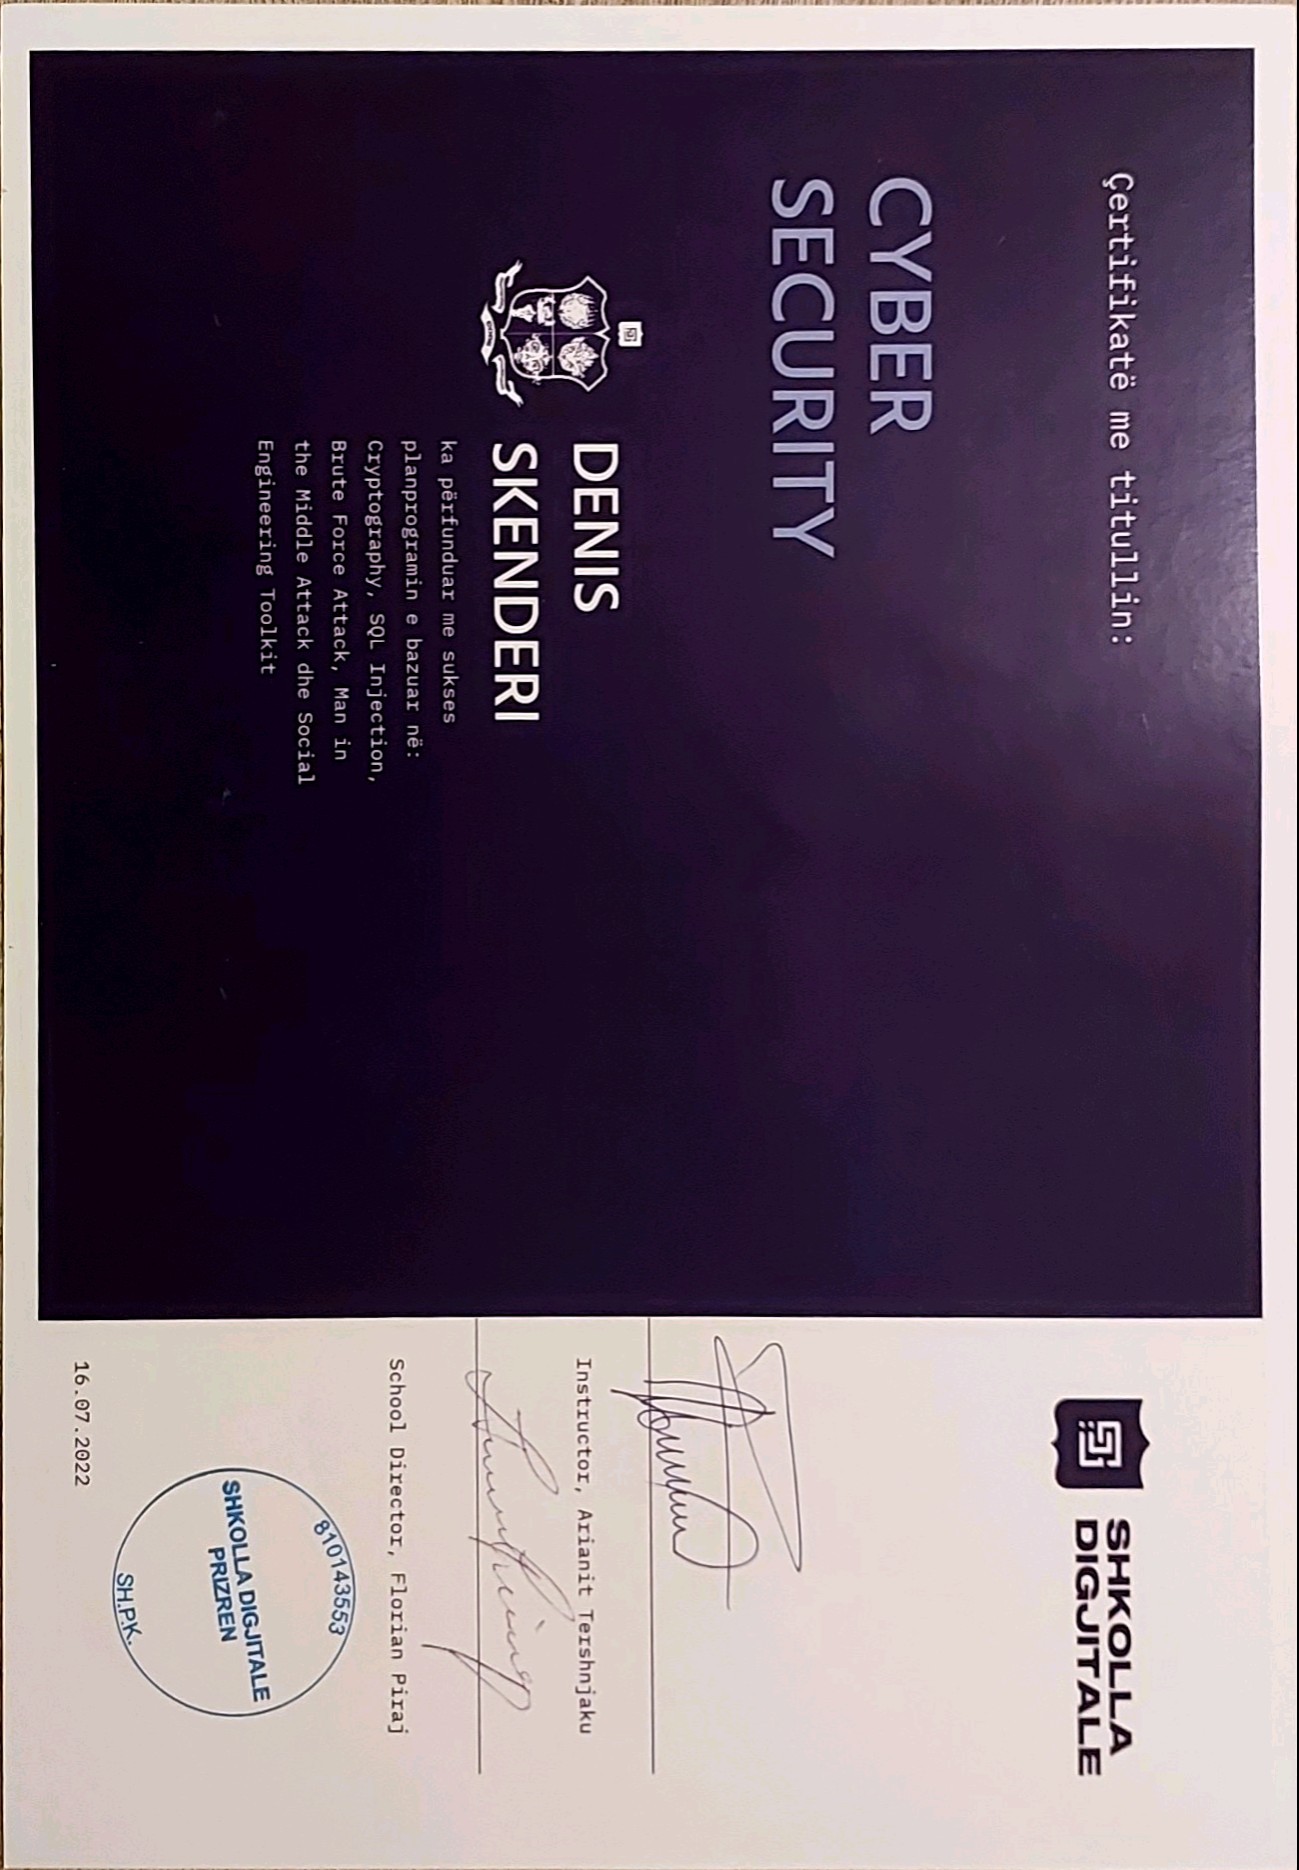 Çertifikatë me titullin:
CYBER
SECURITY
DENIS
SKENDERI
ka përfunduar me sukses
planprogramin e bazuar në:
Cryptography, SQL Injection,
Brute Force Attack, Man in
the Middle Attack dhe Social
Engineering Toolkit
SHKOLLA
DIGJITALE
Instructor, Arianit Tershnjaku
School Director, Florian Piraj
810143553
SHKOLLA DIGJITALE
PRIZREN
SH.P.K.
16.07.2022